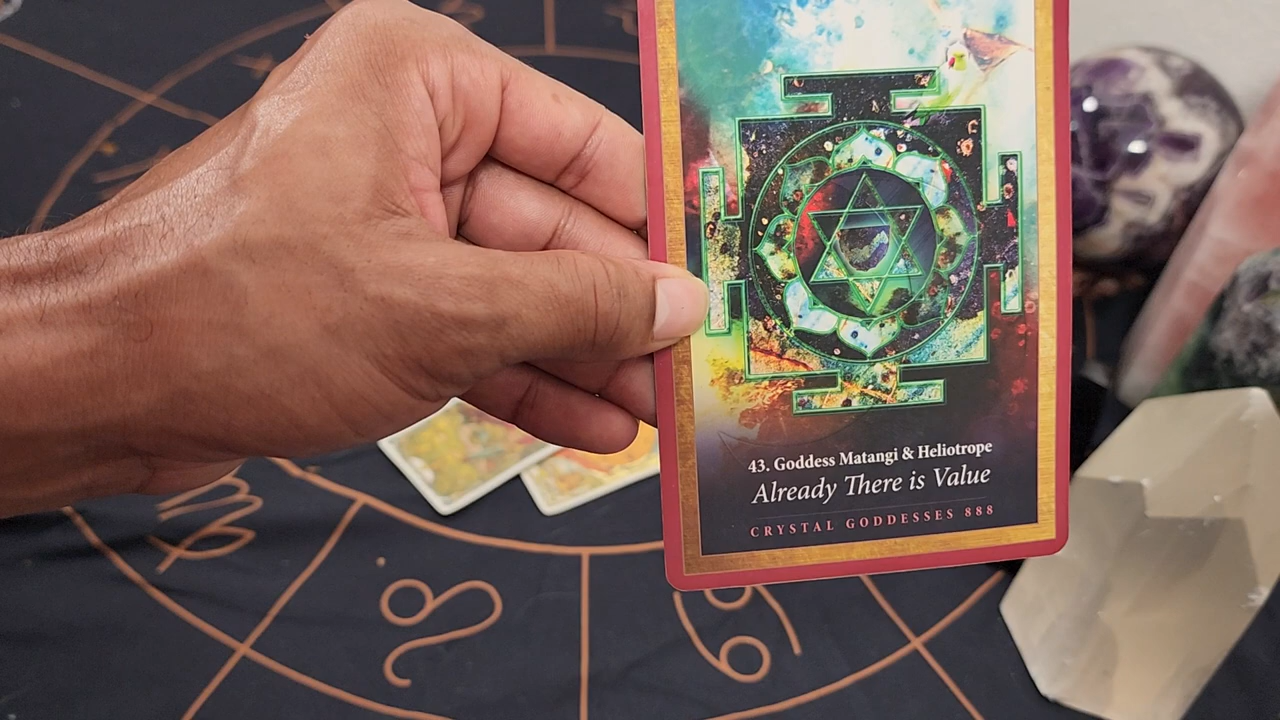 43. Goddess Matangi & Heliotrope
Already There is Value
CRYSTAL GODDESSES 888